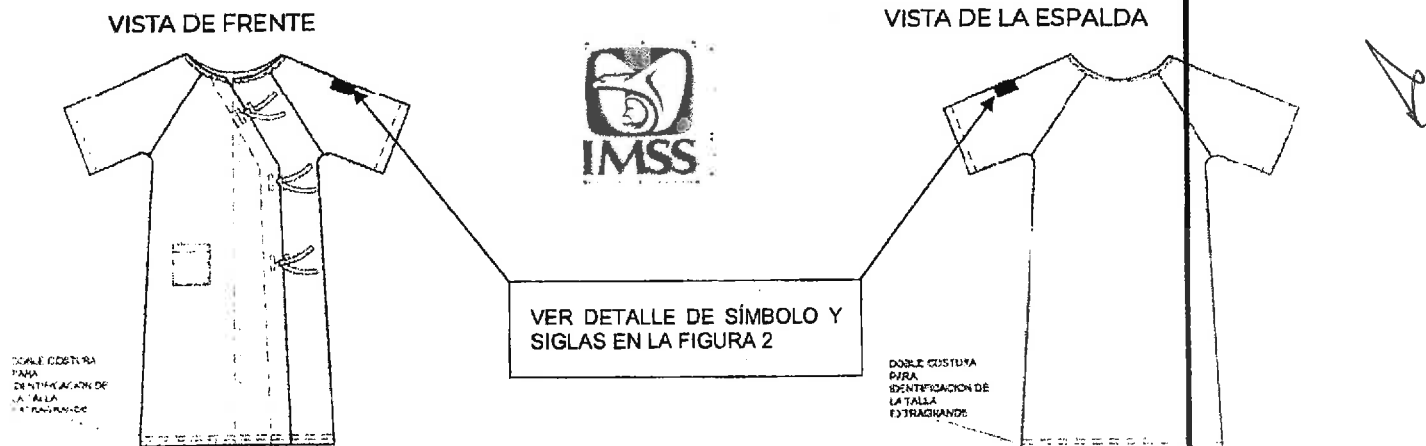 VISTA DE FRENTE
VISTA DE LA ESPALDA
IMSS
VER DETALLE DE SÍMBOLO Y
SIGLAS EN LA FIGURA 2
DOBLE COSTURA
PARA
IDENTIFICACION DE
LA TALLA
EXTRAGRANDE
DOBLE COSTURA
PARA
IDENTIFICACION DE
LA TALLA
EXTRAGRANDE